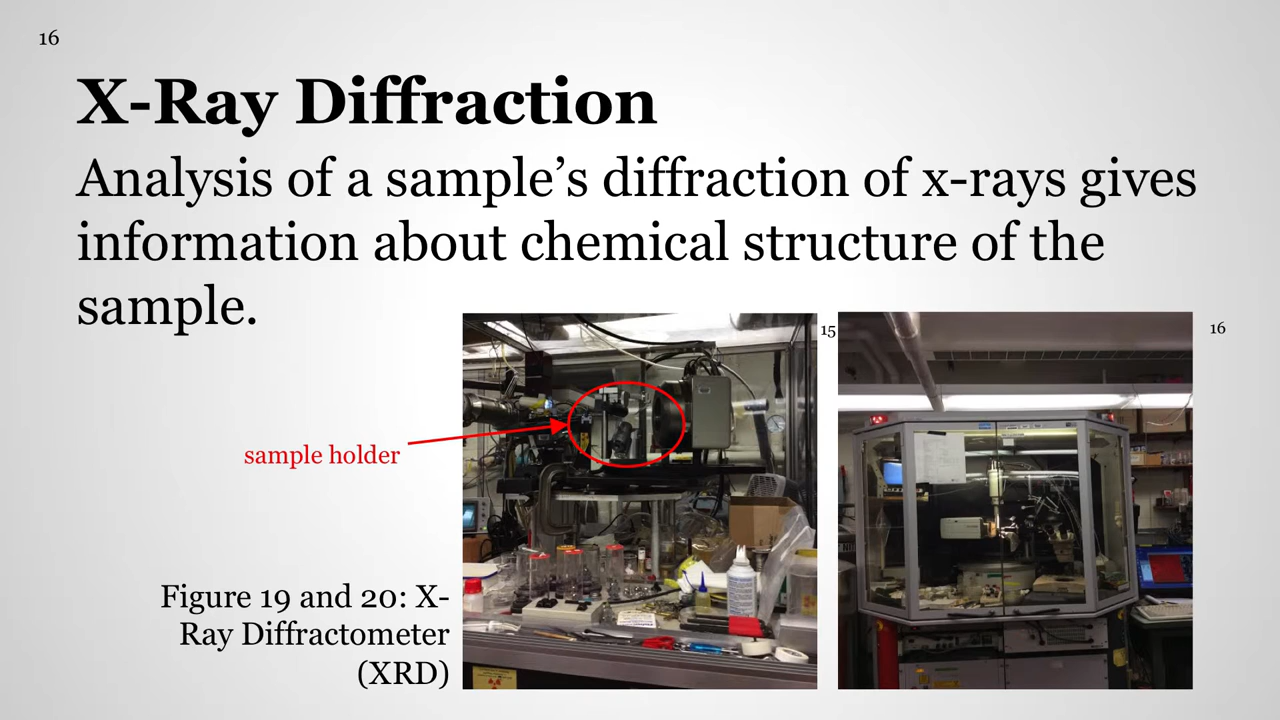 16
X-Ray Diffraction
Analysis of a sample’s diffraction of x-rays gives
information about chemical structure of the
sample.
15
16
sample holder
Figure 19 and 20: X-
Ray Diffractometer
(XRD)